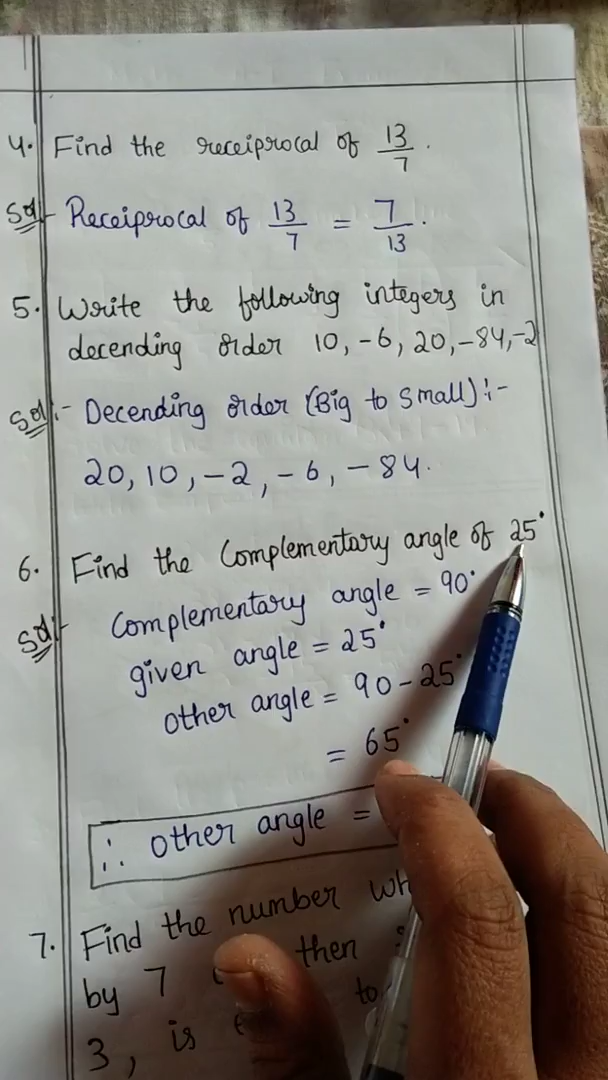 4. Find the receiprocal of 13/7.
Sol:- Receiprocal of 13/7 = 7/13.
5. Write the following integers in
decending order 10, -6, 20, -84, -2
Sol:- Decending order (Big to small):-
20, 10, -2, -6, -84.
6. Find the Complementary angle of 25°
Sol:- Complementary angle = 90°
given angle = 25°
other angle = 90 - 25°
= 65°
∴ other angle =
7. Find the number
by 7 then
3, is to